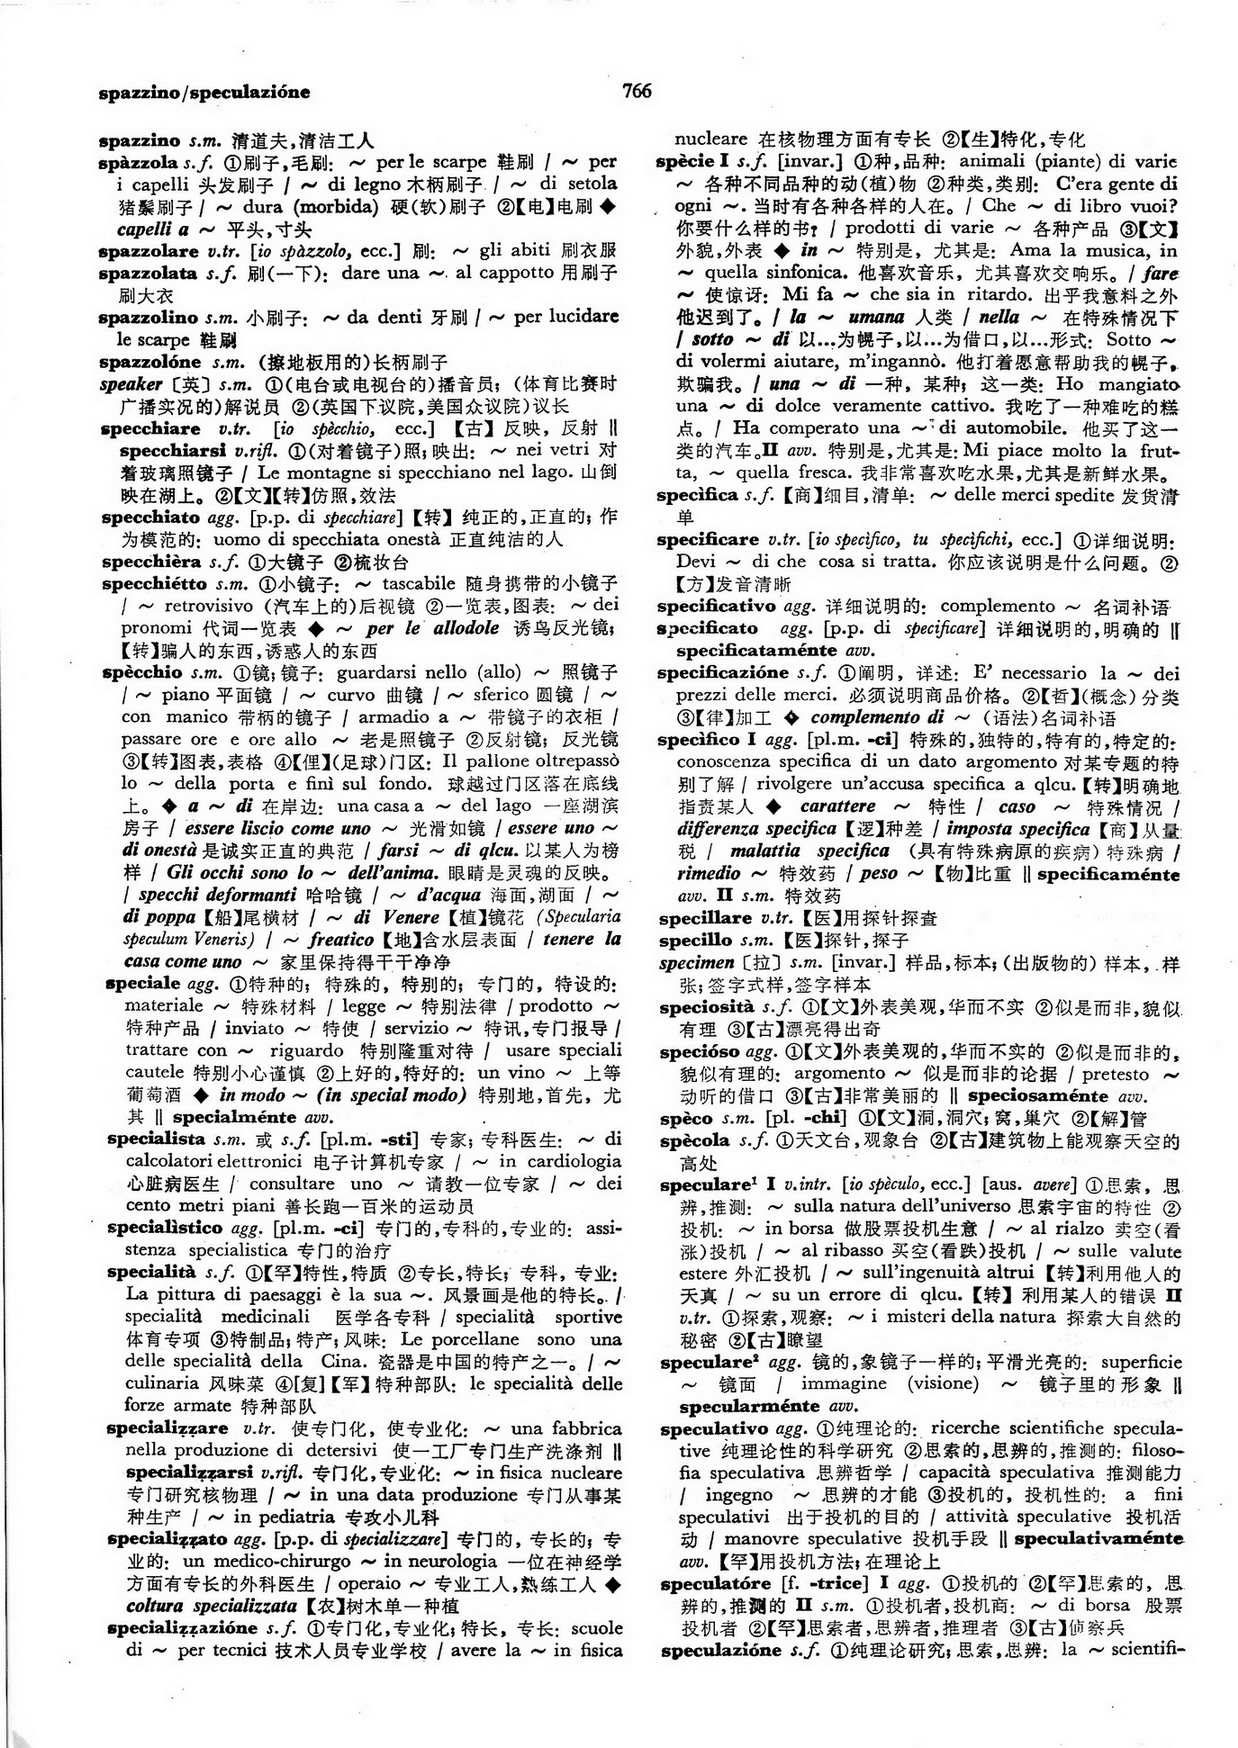 spazzino/speculazióne
766
spazzino s.m. 清道夫,清洁工人
spàzzola s.f. ①刷子,毛刷: ～ per le scarpe 鞋刷 / ～ per
i capelli 头发刷子 / ～ di legno 木柄刷子 / ～ di setola
猪鬃刷子 / ～ dura (morbida) 硬(软)刷子 ②【电】电刷 ◆
capelli a ～ 平头,寸头
spazzolare v.tr. [io spàzzolo, ecc.] 刷: ～ gli abiti 刷衣服
spazzolata s.f. 刷(一下): dare una ～ al cappotto 用刷子
刷大衣
spazzolino s.m. 小刷子: ～ da denti 牙刷 / ～ per lucidare
le scarpe 鞋刷
spazzolóne s.m. (擦地板用的)长柄刷子
speaker〔英〕s.m. ①(电台或电视台的)播音员; (体育比赛时
广播实况的)解说员 ②(英国下议院,美国众议院)议长
specchiare v.tr. [io spècchio, ecc.] 【古】反映, 反射 ‖
specchiarsi v.rifl. ①(对着镜子)照;映出: ～ nei vetri 对
着玻璃照镜子 / Le montagne si specchiano nel lago. 山倒
映在湖上。 ②【文】【转】仿照,效法
specchiato agg. [p.p. di specchiare]【转】纯正的,正直的; 作
为模范的: uomo di specchiata onestà 正直纯洁的人
specchièra s.f. ①大镜子 ②梳妆台
specchiétto s.m. ①小镜子: ～ tascabile 随身携带的小镜子
/ ～ retrovisivo (汽车上的)后视镜 ②一览表,图表: ～ dei
pronomi 代词一览表 ◆ ～ per le allodole 诱鸟反光镜;
【转】骗人的东西,诱惑人的东西
spècchio s.m. ①镜;镜子: guardarsi nello (allo) ～ 照镜子
/ ～ piano 平面镜 / ～ curvo 曲镜 / ～ sferico 圆镜 / ～
con manico 带柄的镜子 / armadio a ～ 带镜子的衣柜 /
passare ore e ore allo ～ 老是照镜子 ②反射镜; 反光镜
③【转】图表,表格 ④【俚】(足球)门区: Il pallone oltrepassò
lo ～ della porta e finì sul fondo. 球越过门区落在底线
上。◆ a ～ di 在岸边: una casa a ～ del lago 一座湖滨
房子 / essere liscio come uno ～ 光滑如镜 / essere uno ～
di onestà 是诚实正直的典范 / farsi ～ di qlcu. 以某人为榜
样 / Gli occhi sono lo ～ dell'anima. 眼睛是灵魂的反映。
/ specchi deformanti 哈哈镜 / ～ d'acqua 海面,湖面 / ～
di poppa【船】尾横材 / ～ di Venere【植】镜花 (Specularia
speculum Veneris) / ～ freatico【地】含水层表面 / tenere la
casa come uno ～ 家里保持得干干净净
speciale agg. ①特种的; 特殊的, 特别的; 专门的, 特设的:
materiale ～ 特殊材料 / legge ～ 特别法律 / prodotto ～
特种产品 / inviato ～ 特使 / servizio ～ 特讯,专门报导 /
trattare con ～ riguardo 特别隆重对待 / usare speciali
cautele 特别小心谨慎 ②上好的,特好的: un vino ～ 上等
葡萄酒 ◆ in modo ～ (in special modo) 特别地,首先, 尤
其 ‖ specialménte avv.
specialista s.m. 或 s.f. [pl.m. -sti] 专家; 专科医生: ～ di
calcolatori elettronici 电子计算机专家 / ～ in cardiologia
心脏病医生 / consultare uno ～ 请教一位专家 / ～ dei
cento metri piani 善长跑一百米的运动员
specialìstico agg. [pl.m. -ci] 专门的,专科的,专业的: assi-
stenza specialistica 专门的治疗
specialità s.f. ①【罕】特性,特质 ②专长,特长; 专科, 专业:
La pittura di paesaggi è la sua ～. 风景画是他的特长。/
specialità medicinali 医学各专科 / specialità sportive
体育专项 ③特制品; 特产; 风味: Le porcellane sono una
delle specialità della Cina. 瓷器是中国的特产之一。/ ～
culinaria 风味菜 ④[复]【军】特种部队: le specialità delle
forze armate 特种部队
specializzare v.tr. 使专门化, 使专业化: ～ una fabbrica
nella produzione di detersivi 使一工厂专门生产洗涤剂 ‖
specializzarsi v.rifl. 专门化,专业化: ～ in fisica nucleare
专门研究核物理 / ～ in una data produzione 专门从事某
种生产 / ～ in pediatria 专攻小儿科
specializzato agg. [p.p. di specializzare] 专门的, 专长的; 专
业的: un medico-chirurgo ～ in neurologia 一位在神经学
方面有专长的外科医生 / operaio ～ 专业工人,熟练工人 ◆
coltura specializzata【农】树木单一种植
specializzazióne s.f. ①专门化,专业化; 特长, 专长: scuole
di ～ per tecnici 技术人员专业学校 / avere la ～ in fisica
nucleare 在核物理方面有专长 ②【生】特化,专化
spècie I s.f. [invar.] ①种,品种: animali (piante) di varie
～ 各种不同品种的动(植)物 ②种类,类别: C'era gente di
ogni ～. 当时有各种各样的人在。/ Che ～ di libro vuoi?
你要什么样的书? / prodotti di varie ～ 各种产品 ③【文】
外貌,外表 ◆ in ～ 特别是, 尤其是: Ama la musica, in
～ quella sinfonica. 他喜欢音乐, 尤其喜欢交响乐。/ fare
～ 使惊讶: Mi fa ～ che sia in ritardo. 出乎我意料之外
他迟到了。/ la ～ umana 人类 / nella ～ 在特殊情况下
/ sotto ～ di 以…为幌子,以…为借口,以…形式: Sotto ～
di volermi aiutare, m'ingannò. 他打着愿意帮助我的幌子,
欺骗我。/ una ～ di 一种, 某种; 这一类: Ho mangiato
una ～ di dolce veramente cattivo. 我吃了一种难吃的糕
点。/ Ha comperato una ～ di automobile. 他买了这一
类的汽车。II avv. 特别是,尤其是: Mi piace molto la frut-
ta, ～ quella fresca. 我非常喜欢吃水果,尤其是新鲜水果。
specìfica s.f.【商】细目,清单: ～ delle merci spedite 发货清
单
specificare v.tr. [io specìfico, tu specìfichi, ecc.] ①详细说明:
Devi ～ di che cosa si tratta. 你应该说明是什么问题。②
【方】发音清晰
specificativo agg. 详细说明的: complemento ～ 名词补语
specificato agg. [p.p. di specificare] 详细说明的,明确的 ‖
specificataménte avv.
specificazióne s.f. ①阐明, 详述: E' necessario la ～ dei
prezzi delle merci. 必须说明商品价格。②【哲】(概念)分类
③【律】加工 ◆ complemento di ～ (语法)名词补语
specìfico I agg. [pl.m. -ci] 特殊的,独特的,特有的,特定的:
conoscenza specifica di un dato argomento 对某专题的特
别了解 / rivolgere un'accusa specifica a qlcu.【转】明确地
指责某人 ◆ carattere ～ 特性 / caso ～ 特殊情况 /
differenza specifica【逻】种差 / imposta specifica【商】从量
税 / malattia specifica (具有特殊病原的疾病)特殊病 /
rimedio ～ 特效药 / peso ～【物】比重 ‖ specificaménte
avv. II s.m. 特效药
specillare v.tr.【医】用探针探查
specillo s.m.【医】探针,探子
specimen〔拉〕s.m. [invar.] 样品,标本; (出版物的) 样本, 样
张; 签字式样,签字样本
speciosità s.f. ①【文】外表美观,华而不实 ②似是而非,貌似
有理 ③【古】漂亮得出奇
specióso agg. ①【文】外表美观的,华而不实的 ②似是而非的,
貌似有理的: argomento ～ 似是而非的论据 / pretesto ～
动听的借口 ③【古】非常美丽的 ‖ speciosaménte avv.
spèco s.m. [pl. -chi] ①【文】洞,洞穴; 窝,巢穴 ②【解】管
spècola s.f. ①天文台,观象台 ②【古】建筑物上能观察天空的
高处
speculare¹ I v.intr. [io spèculo, ecc.] [aus. avere] ①思索, 思
辨,推测: ～ sulla natura dell'universo 思索宇宙的特性 ②
投机: ～ in borsa 做股票投机生意 / ～ al rialzo 卖空(看
涨)投机 / ～ al ribasso 买空(看跌)投机 / ～ sulle valute
estere 外汇投机 / ～ sull'ingenuità altrui【转】利用他人的
天真 / ～ su un errore di qlcu.【转】利用某人的错误 II
v.tr. ①探索,观察: ～ i misteri della natura 探索大自然的
秘密 ②【古】瞭望
speculare² agg. 镜的,象镜子一样的;平滑光亮的: superficie
～ 镜面 / immagine (visione) ～ 镜子里的形象 ‖
specularménte avv.
speculativo agg. ①纯理论的: ricerche scientifiche specula-
tive 纯理论性的科学研究 ②思索的,思辨的,推测的: filoso-
fia speculativa 思辨哲学 / capacità speculativa 推测能力
/ ingegno ～ 思辨的才能 ③投机的, 投机性的: a fini
speculativi 出于投机的目的 / attività speculative 投机活
动 / manovre speculative 投机手段 ‖ speculativaménte
avv.【罕】用投机方法;在理论上
speculatóre [f. -trice] I agg. ①投机的 ②【罕】思索的, 思
辨的,推测的 II s.m. ①投机者,投机商: ～ di borsa 股票
投机者 ②【罕】思索者,思辨者,推理者 ③【古】侦察兵
speculazióne s.f. ①纯理论研究; 思索,思辨: la ～ scientifi-